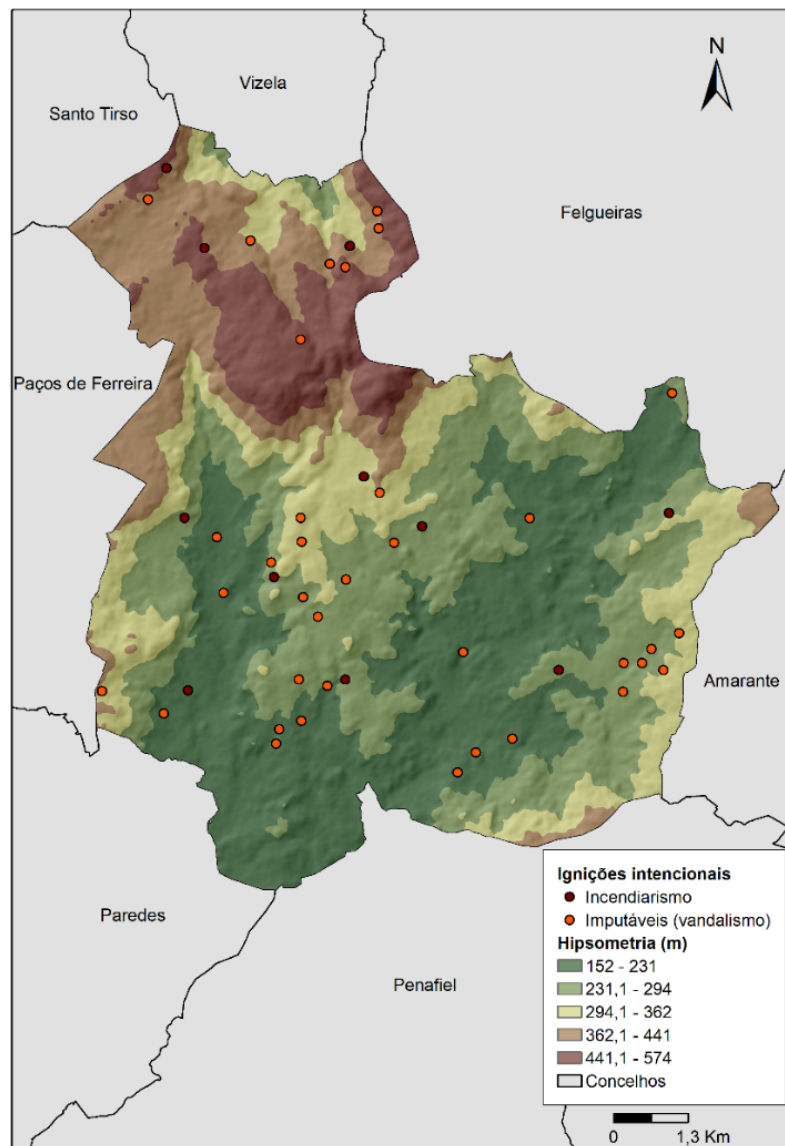 N
Vizela
Santo Tirso
Felgueiras
Paços de Ferreira
Amarante
Paredes
Penafiel
Ignições intencionais
Incendiarismo
Imputáveis (vandalismo)
Hipsometria (m)
152 - 231
231,1 - 294
294,1 - 362
362,1 - 441
441,1 - 574
Concelhos
0 1,3 Km